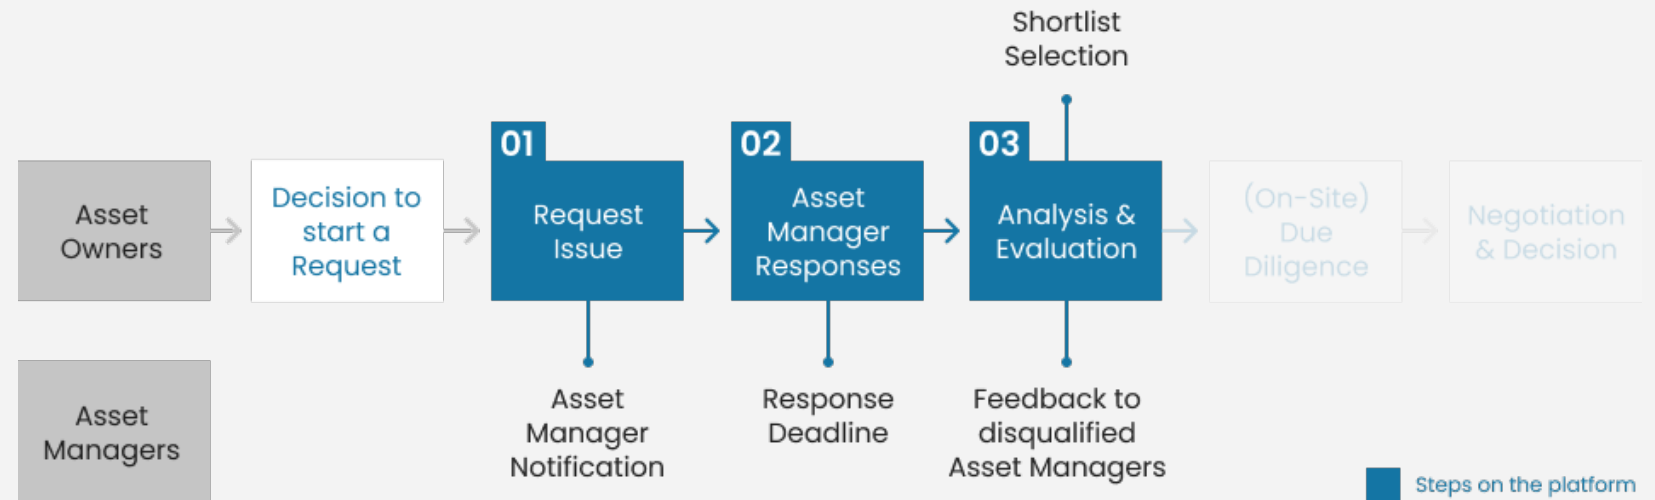 Shortlist
Selection
01
02
03
Asset
Owners
Decision to
start a
Request
Request
Issue
Asset
Manager
Responses
Analysis &
Evaluation
(On-Site)
Due
Diligence
Negotiation
& Decision
Asset
Managers
Asset
Manager
Notification
Response
Deadline
Feedback to
disqualified
Asset Managers
Steps on the platform